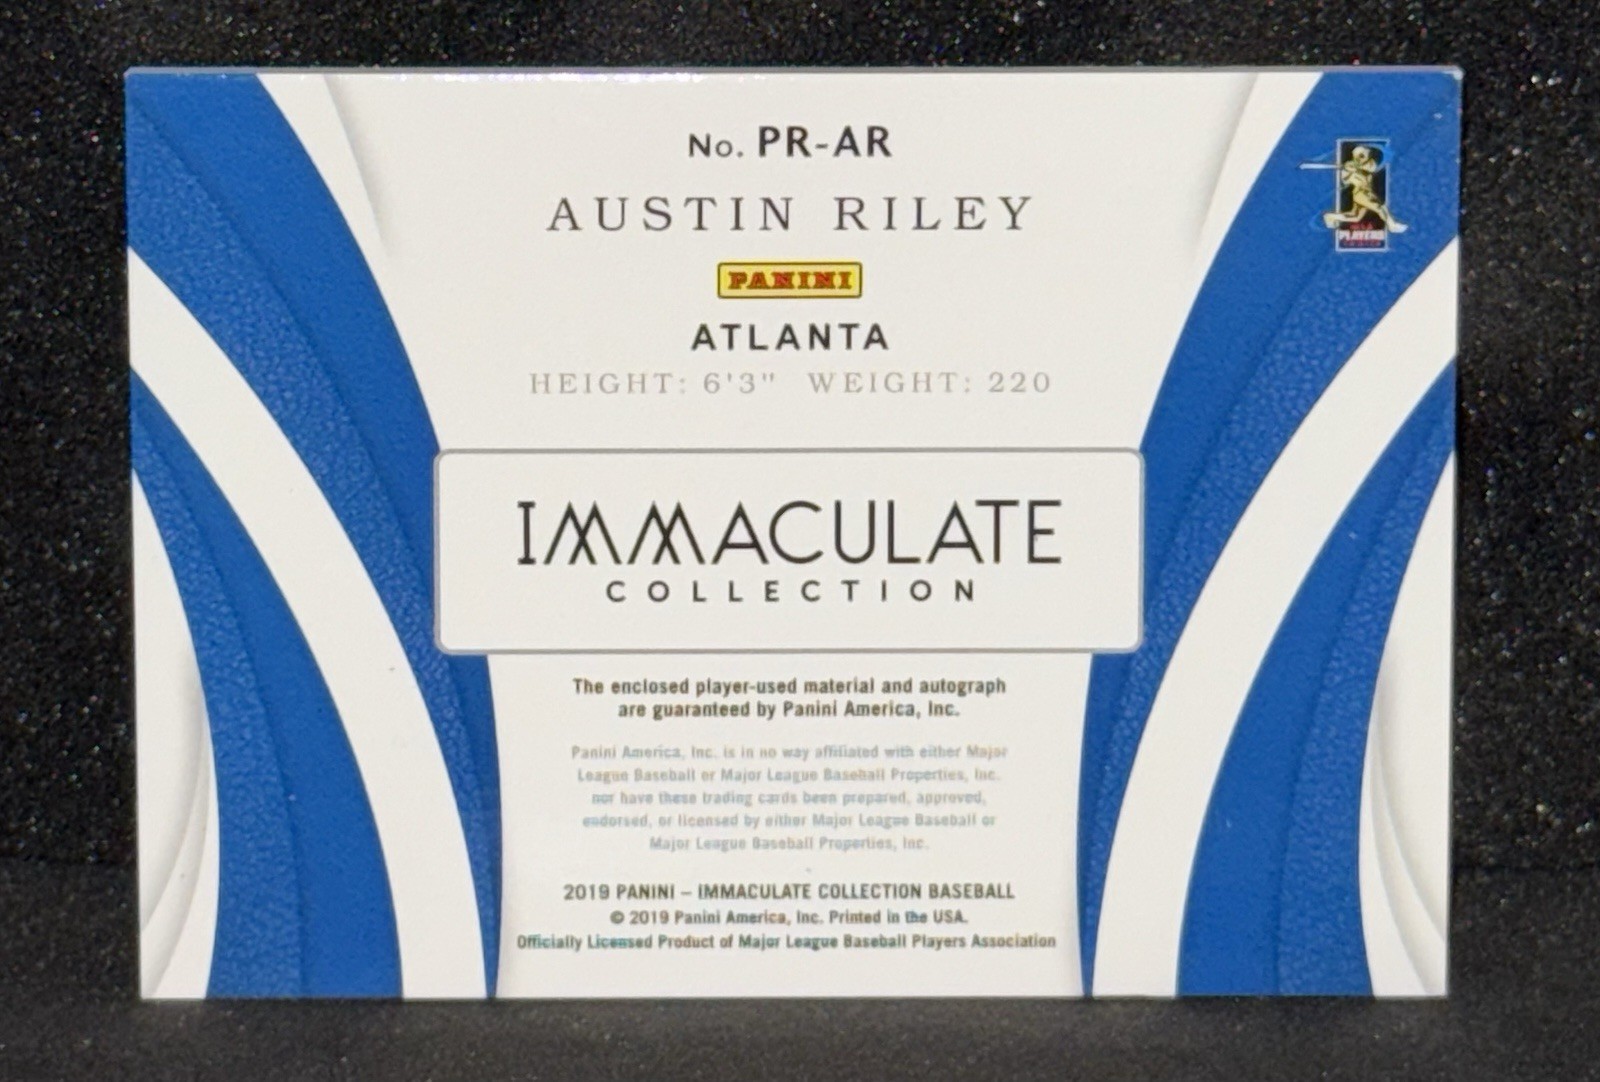 No. PR-AR
AUSTIN RILEY
PANINI
ATLANTA
HEIGHT: 6'3" WEIGHT: 220
IMMACULATE
COLLECTION
The enclosed player-used material and autograph
are guaranteed by Panini America, Inc.
Panini America, Inc. is in no way affiliated with either Major
League Baseball or Major League Baseball Properties, Inc.
nor have these trading cards been prepared, approved,
endorsed, or licensed by either Major League Baseball or
Major League Baseball Properties, Inc.
2019 PANINI – IMMACULATE COLLECTION BASEBALL
© 2019 Panini America, Inc. Printed in the USA.
Officially Licensed Product of Major League Baseball Players Association
PLAYERS